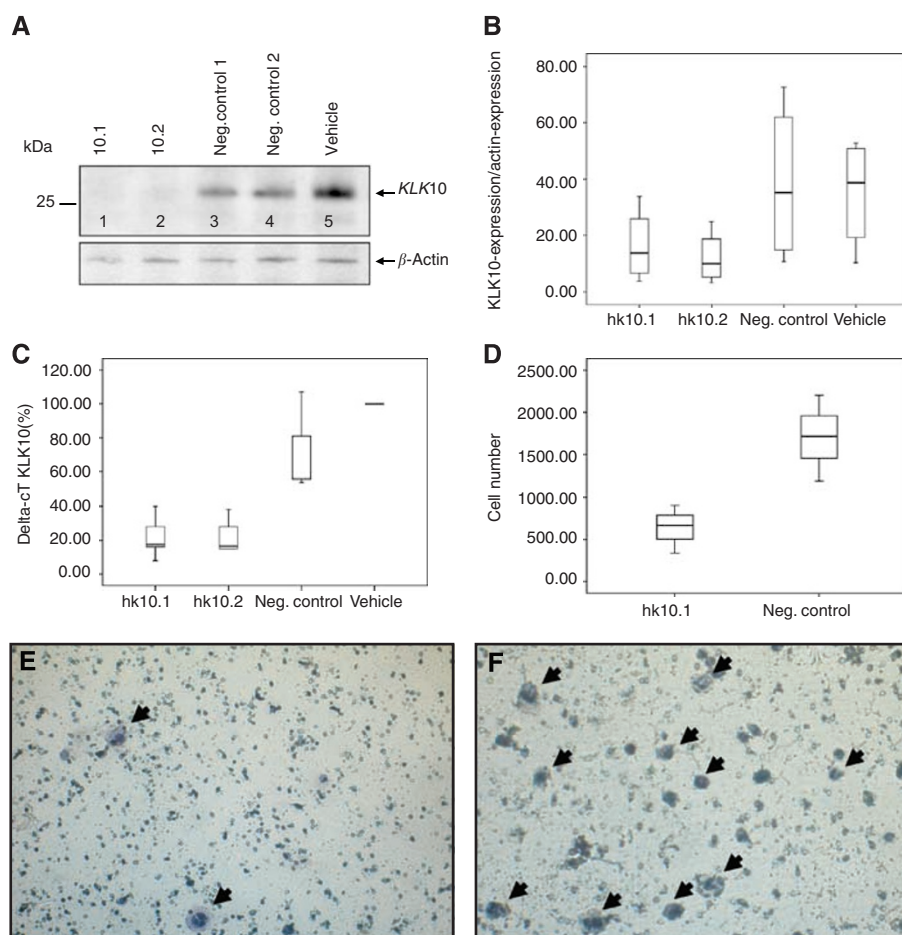 A
kDa
10.1
10.2
Neg.control 1
Neg. control 2
Vehicle
25
KLK10
1 2 3 4 5
β-Actin
B
KLK10-expression/actin-expression
80.00
60.00
40.00
20.00
0.00
hk10.1 hk10.2 Neg. control Vehicle
C
Delta-cT KLK10(%)
120.00
100.00
80.00
60.00
40.00
20.00
0.00
hk10.1 hk10.2 Neg. control Vehicle
D
Cell number
2500.00
2000.00
1500.00
1000.00
500.00
0.00
hk10.1 Neg. control
E
F